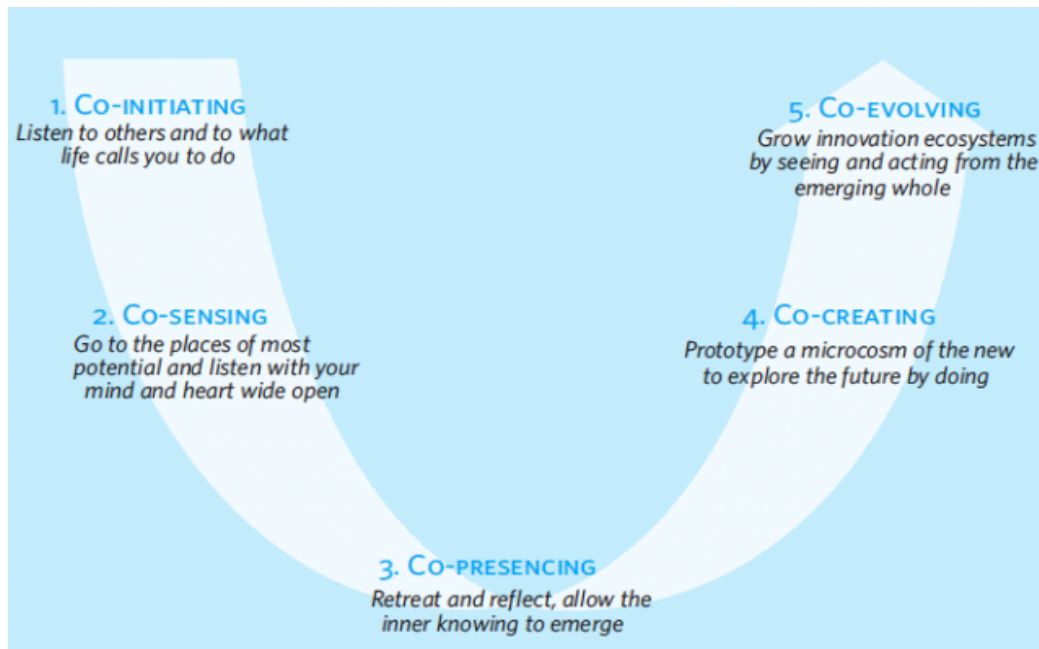 1. Co-initiating
Listen to others and to what
life calls you to do
2. Co-sensing
Go to the places of most
potential and listen with your
mind and heart wide open
3. Co-presencing
Retreat and reflect, allow the
inner knowing to emerge
4. Co-creating
Prototype a microcosm of the new
to explore the future by doing
5. Co-evolving
Grow innovation ecosystems
by seeing and acting from the
emerging whole